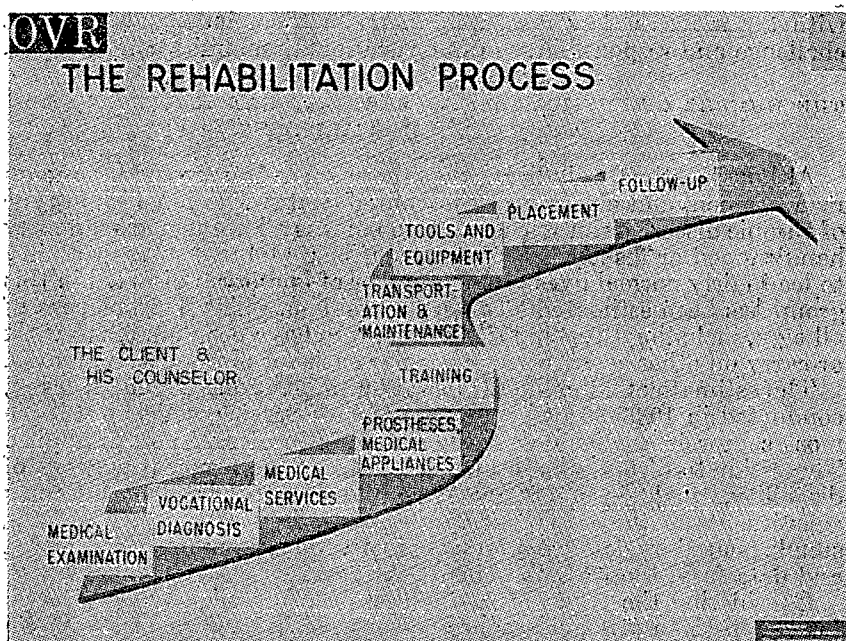 OVR
THE REHABILITATION PROCESS
FOLLOW-UP
PLACEMENT
TOOLS AND
EQUIPMENT
TRANSPORT-
ATION &
MAINTENANCE
THE CLIENT &
HIS COUNSELOR
TRAINING
PROSTHESES,
MEDICAL
APPLIANCES
MEDICAL
SERVICES
VOCATIONAL
DIAGNOSIS
MEDICAL
EXAMINATION